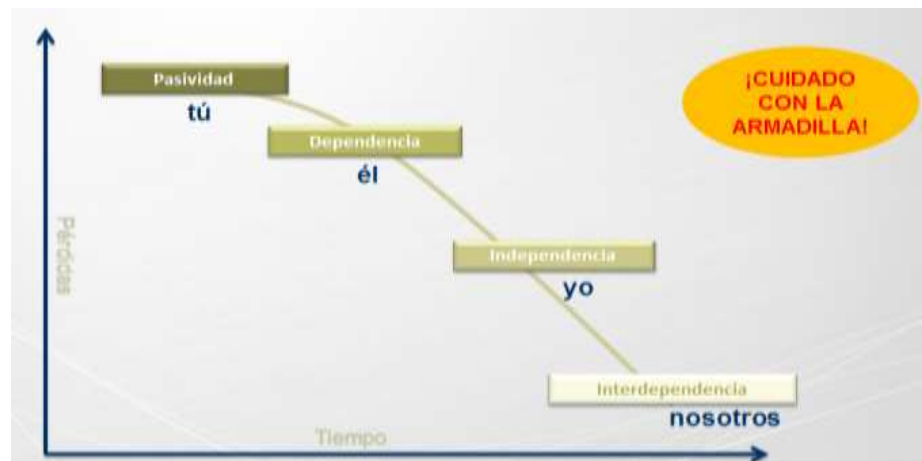 Pasividad
tú
¡CUIDADO
CON LA
ARMADILLA!
Dependencia
él
Pérdidas
Independencia
yo
Interdependencia
nosotros
Tiempo